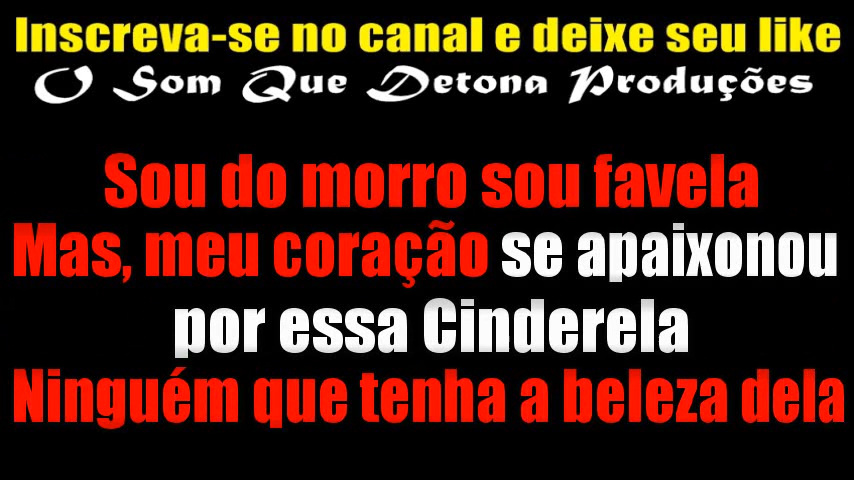 Inscreva-se no canal e deixe seu like
O Som Que Detona Produções
Sou do morro sou favela
Mas, meu coração se apaixonou
por essa Cinderela
Ninguém que tenha a beleza dela